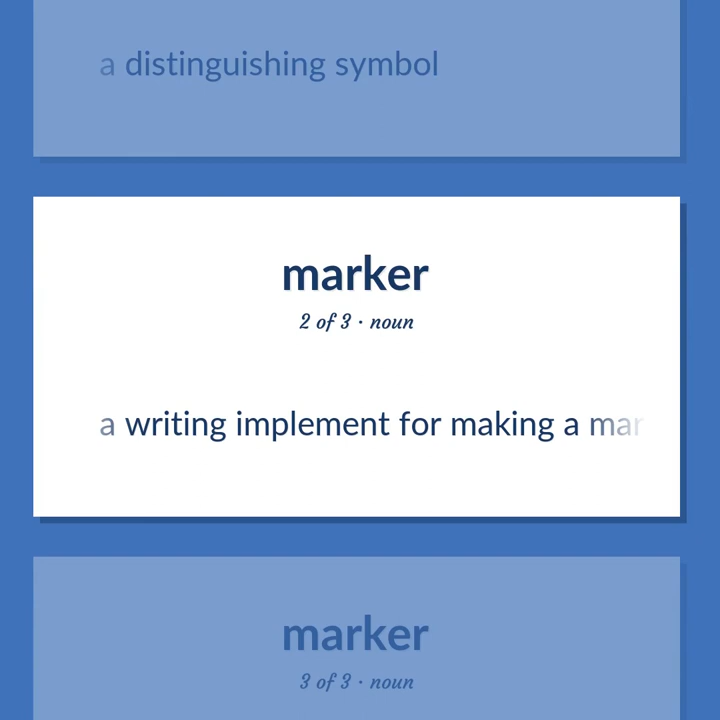 a distinguishing symbol
marker
2 of 3 · noun
a writing implement for making a
marker
3 of 3 · noun